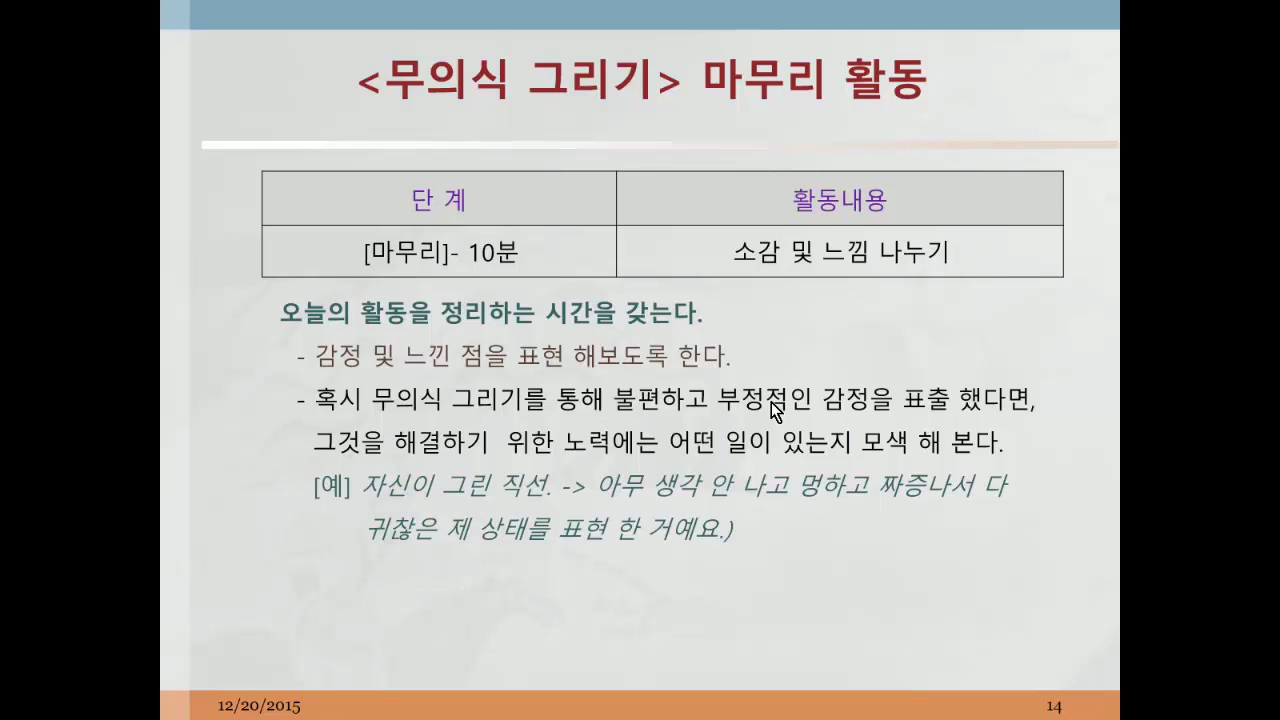 <무의식 그리기> 마무리 활동
단 계 활동내용
[마무리]- 10분 소감 및 느낌 나누기
오늘의 활동을 정리하는 시간을 갖는다.
- 감정 및 느낀 점을 표현 해보도록 한다.
- 혹시 무의식 그리기를 통해 불편하고 부정적인 감정을 표출 했다면,
그것을 해결하기 위한 노력에는 어떤 일이 있는지 모색 해 본다.
[예] 자신이 그린 직선. -> 아무 생각 안 나고 멍하고 짜증나서 다
귀찮은 제 상태를 표현 한 거예요.)
12/20/2015 14